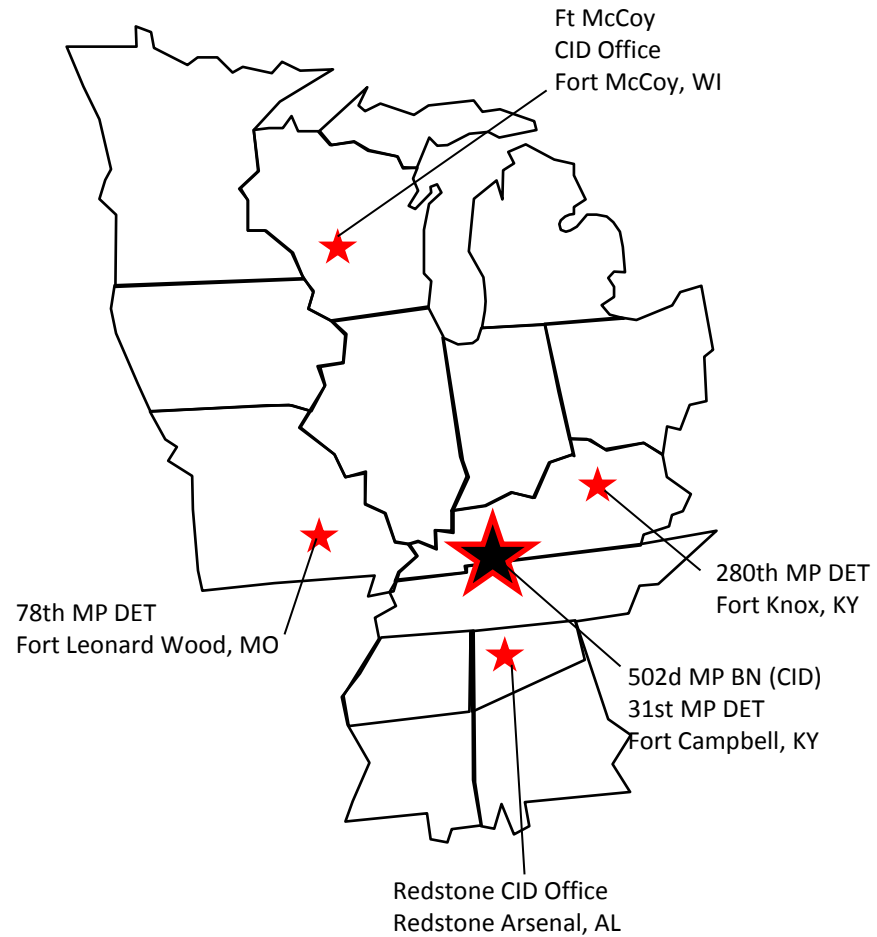 Ft McCoy
CID Office
Fort McCoy, WI
280th MP DET
Fort Knox, KY
78th MP DET
Fort Leonard Wood, MO
502d MP BN (CID)
31st MP DET
Fort Campbell, KY
Redstone CID Office
Redstone Arsenal, AL